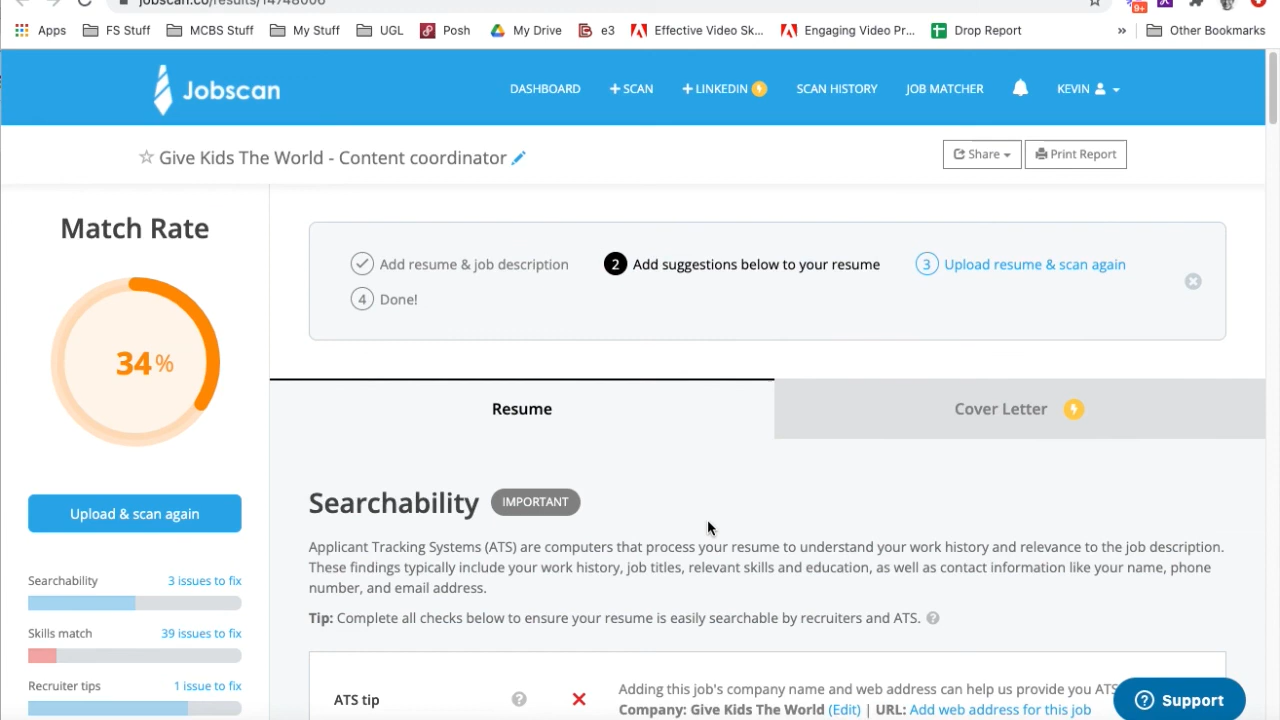 jobscan.co/results/14748006
9+
Apps FS Stuff MCBS Stuff My Stuff UGL Posh My Drive e3 Effective Video Sk... Engaging Video Pr... Drop Report » Other Bookmarks
Jobscan DASHBOARD + SCAN + LINKEDIN SCAN HISTORY JOB MATCHER KEVIN
Give Kids The World - Content coordinator Share Print Report
Match Rate
34 %
Upload & scan again
Searchability 3 issues to fix
Skills match 39 issues to fix
Recruiter tips 1 issue to fix
Add resume & job description 2 Add suggestions below to your resume 3 Upload resume & scan again
4 Done!
Resume Cover Letter
Searchability IMPORTANT
Applicant Tracking Systems (ATS) are computers that process your resume to understand your work history and relevance to the job description.
These findings typically include your work history, job titles, relevant skills and education, as well as contact information like your name, phone
number, and email address.
Tip: Complete all checks below to ensure your resume is easily searchable by recruiters and ATS. ?
ATS tip ? Adding this job's company name and web address can help us provide you ATS
Company: Give Kids The World (Edit) | URL: Add web address for this job
? Support